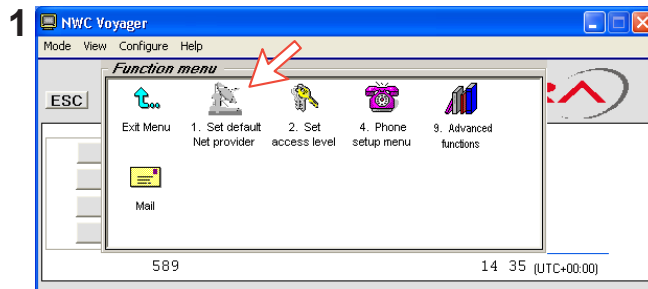 1
NWC Voyager
Mode View Configure Help
Function menu
ESC
Exit Menu
1. Set default
Net provider
2. Set
access level
4. Phone
setup menu
9. Advanced
functions
Mail
589
14 35 (UTC+00:00)